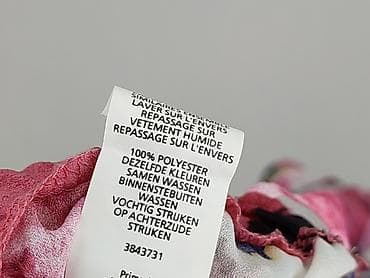 SIMILAIRES
LAVER SUR L'ENVERS
REPASSAGE SUR
VETEMENT HUMIDE
REPASSAGE SUR L'ENVERS
100% POLYESTER
DEZELFDE KLEUREN
SAMEN WASSEN
BINNENSTEBUITEN
WASSEN
VOCHTIG STRIJKEN
OP ACHTERZIJDE
STRIJKEN
3843731